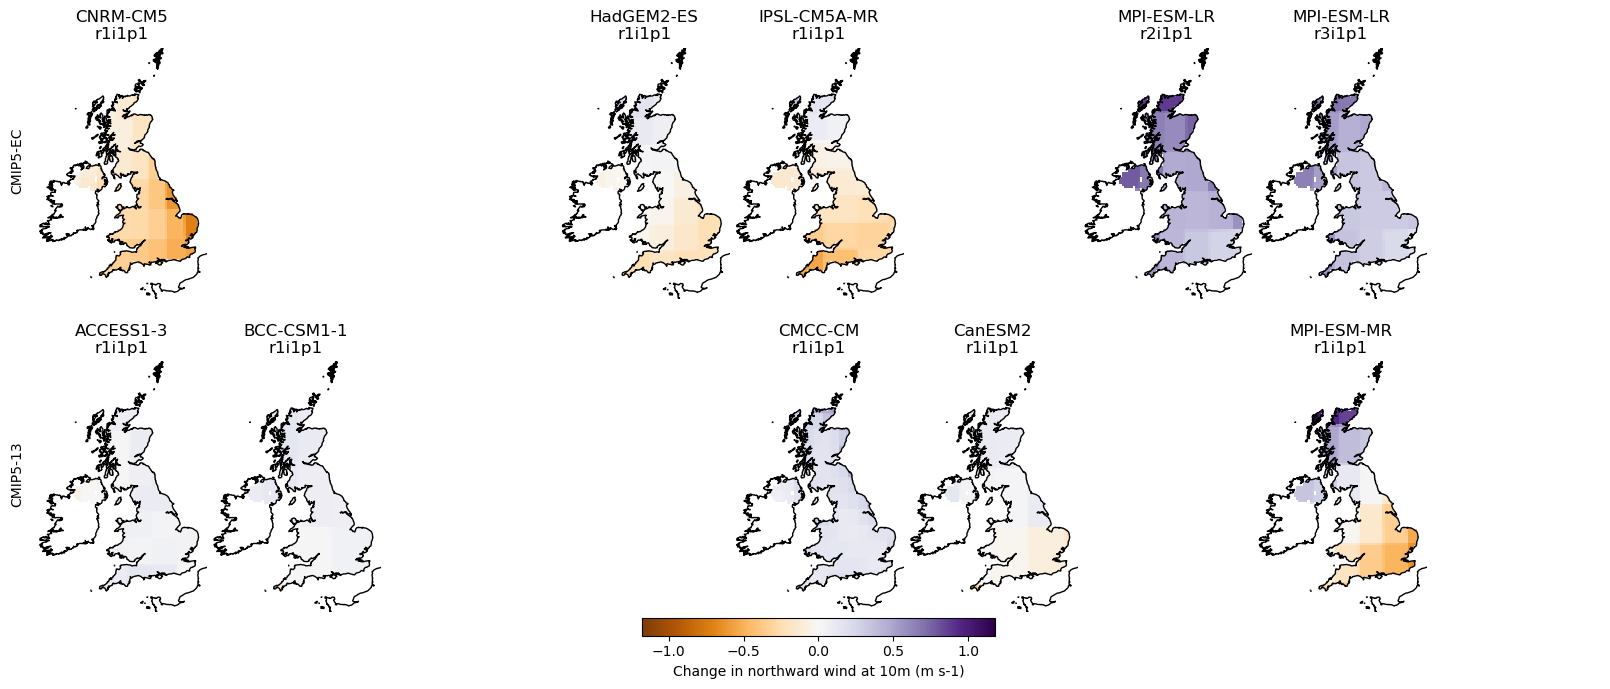 CNRM-CM5
r1i1p1
HadGEM2-ES
r1i1p1
IPSL-CM5A-MR
r1i1p1
MPI-ESM-LR
r2i1p1
MPI-ESM-LR
r3i1p1
CMIP5-EC
ACCESS1-3
r1i1p1
BCC-CSM1-1
r1i1p1
CMCC-CM
r1i1p1
CanESM2
r1i1p1
MPI-ESM-MR
r1i1p1
CMIP5-13
−1.0 −0.5 0.0 0.5 1.0
Change in northward wind at 10m (m s-1)